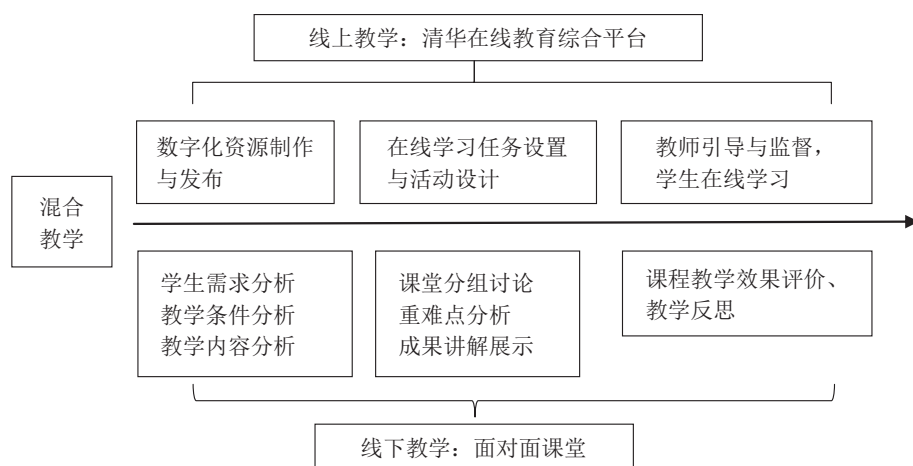 线上教学：清华在线教育综合平台
数字化资源制作
与发布
在线学习任务设置
与活动设计
教师引导与监督，
学生在线学习
混合
教学
学生需求分析
教学条件分析
教学内容分析
课堂分组讨论
重难点分析
成果讲解展示
课程教学效果评价、
教学反思
线下教学：面对面课堂